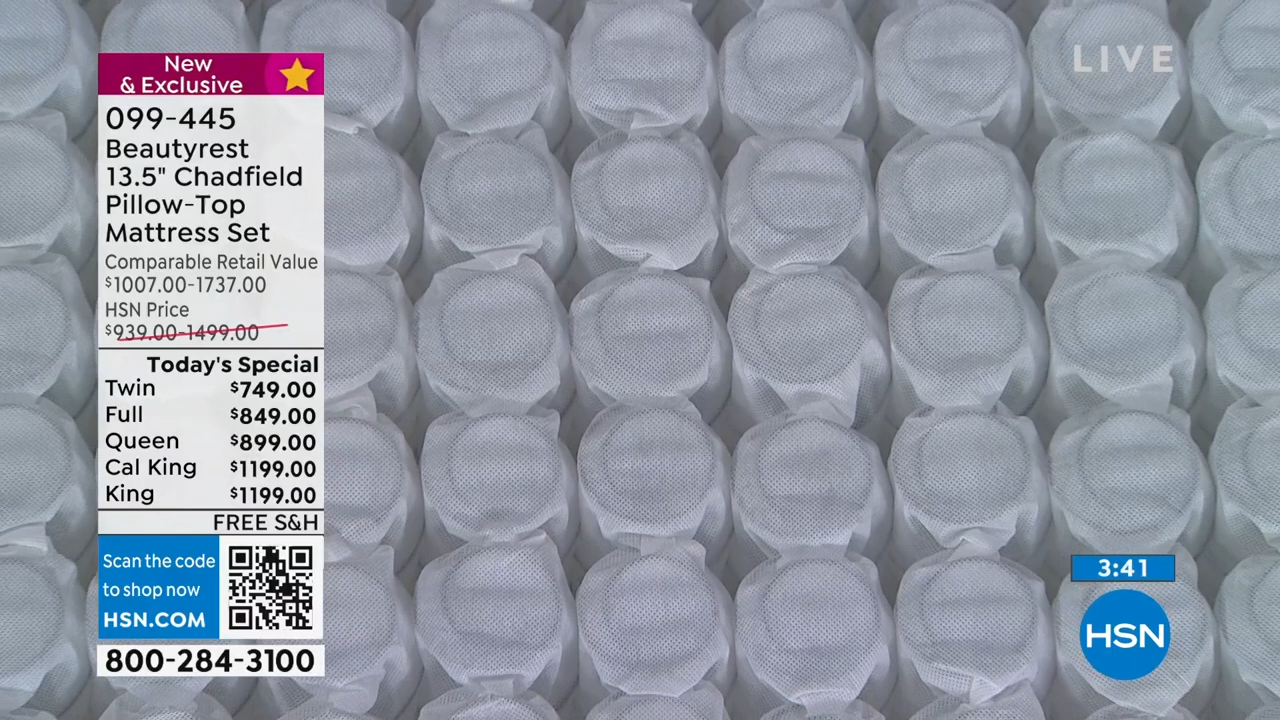 New
& Exclusive
099-445
Beautyrest
13.5" Chadfield
Pillow-Top
Mattress Set
Comparable Retail Value
$1007.00-1737.00
HSN Price
$939.00-1499.00
Today's Special
Twin $749.00
Full $849.00
Queen $899.00
Cal King $1199.00
King $1199.00
FREE S&H
Scan the code
to shop now
HSN.COM
800-284-3100
LIVE
3:41
HSN